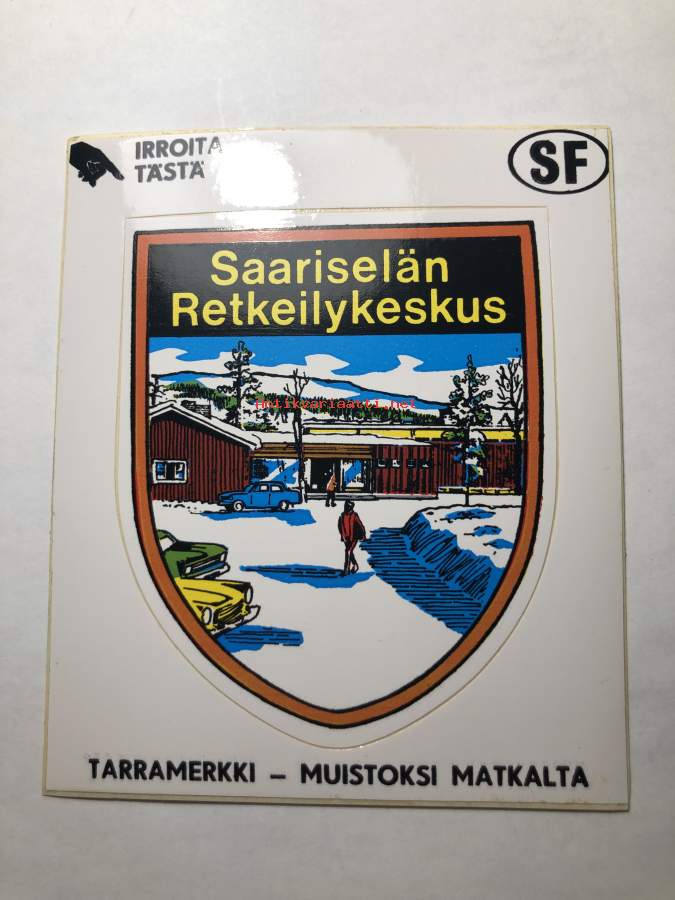 IRROITA
TÄSTÄ
SF
Saariselän
Retkeilykeskus
Antikvariaatti.net
TARRAMERKKI – MUISTOKSI MATKALTA